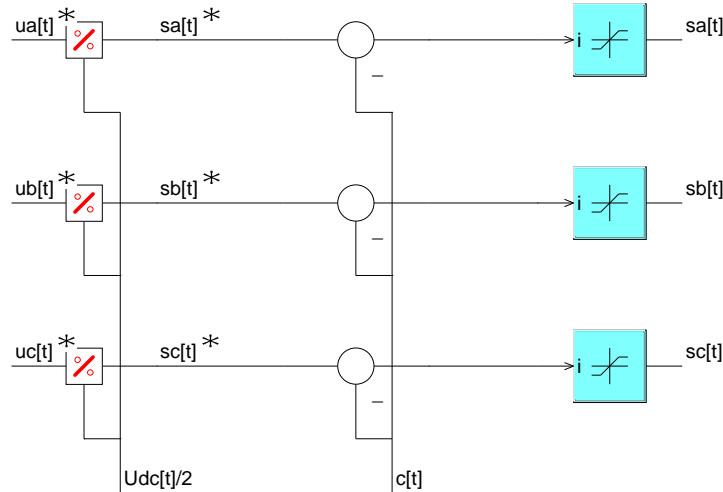 ua[t]* sa[t]* sa[t]
i
−
ub[t]* sb[t]* sb[t]
i
−
uc[t]* sc[t]* sc[t]
i
−
Udc[t]/2 c[t]